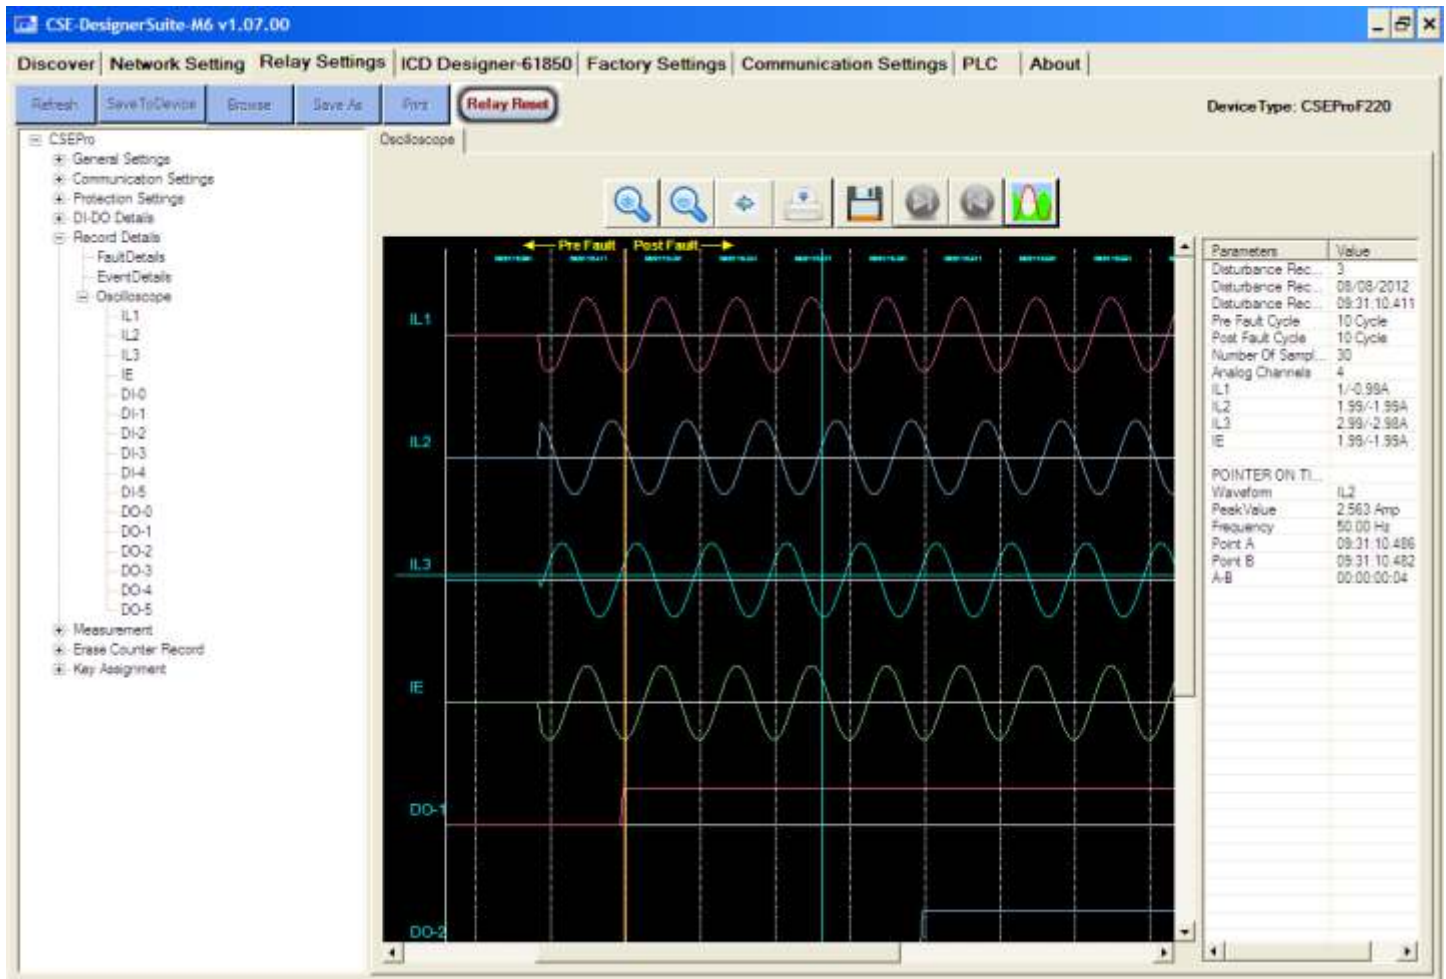 CSE-DesignerSuite-M6 v1.07.00
Discover Network Setting Relay Settings ICD Designer-61850 Factory Settings Communication Settings PLC About
Refresh SaveToDevice Browse Save As Print Relay Reset Device Type: CSEProF220
CSEPro
General Settings
Communication Settings
Protection Settings
DI-DO Details
Record Details
FaultDetails
EventDetails
Oscilloscope
IL1
IL2
IL3
IE
DI-0
DI-1
DI-2
DI-3
DI-4
DI-5
DO-0
DO-1
DO-2
DO-3
DO-4
DO-5
Measurement
Erase Counter Record
Key Assignment
Oscilloscope
Pre Fault Post Fault
IL1
IL2
IL3
IE
DO-1
DO-2
Parameters Value
Disturbance Rec... 3
Disturbance Rec... 08/08/2012
Disturbance Rec... 09:31:10.411
Pre Fault Cycle 10 Cycle
Post Fault Cycle 10 Cycle
Number Of Sampl... 30
Analog Channels 4
IL1 1/-0.99A
IL2 1.99/-1.99A
IL3 2.99/-2.98A
IE 1.99/-1.99A
POINTER ON TI...
Waveform IL2
PeakValue 2.563 Amp
Frequency 50.00 Hz
Point A 09:31:10.486
Point B 09:31:10.482
A-B 00:00:00:04